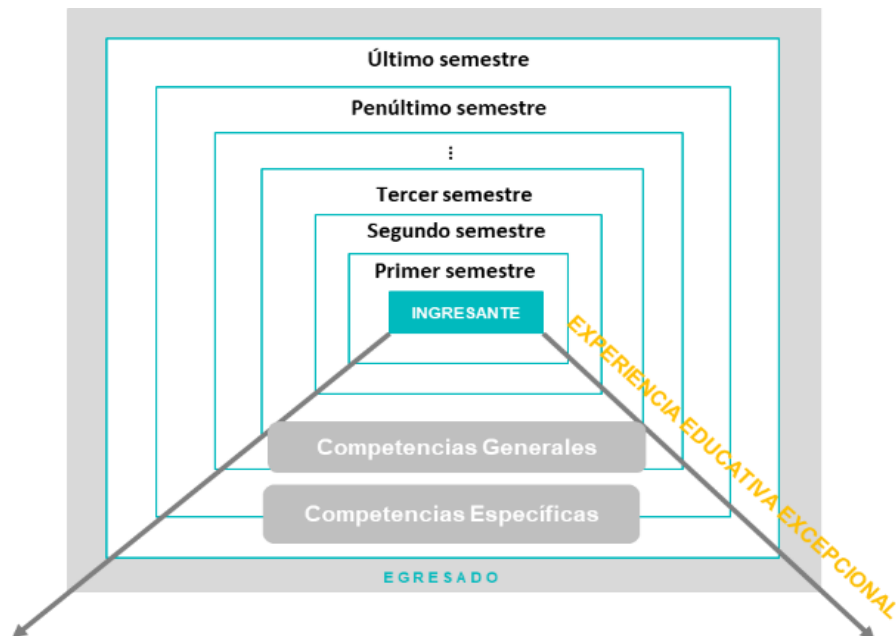 Último semestre
Penúltimo semestre
⋮
Tercer semestre
Segundo semestre
Primer semestre
INGRESANTE
EXPERIENCIA EDUCATIVA EXCEPCIONAL
Competencias Generales
Competencias Específicas
EGRESADO